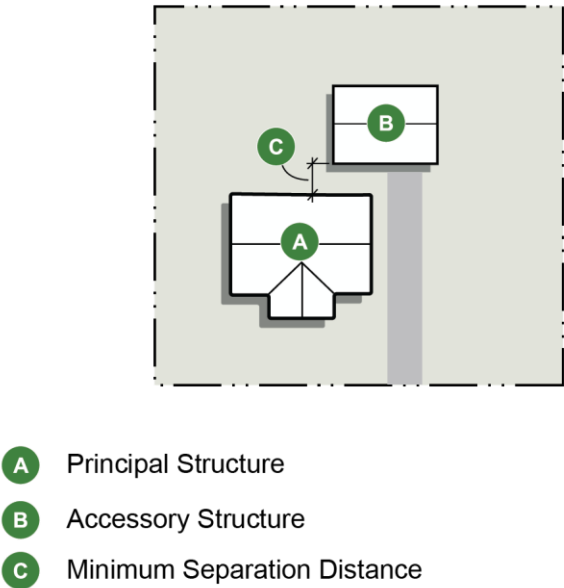 B
C
A
A Principal Structure
B Accessory Structure
C Minimum Separation Distance